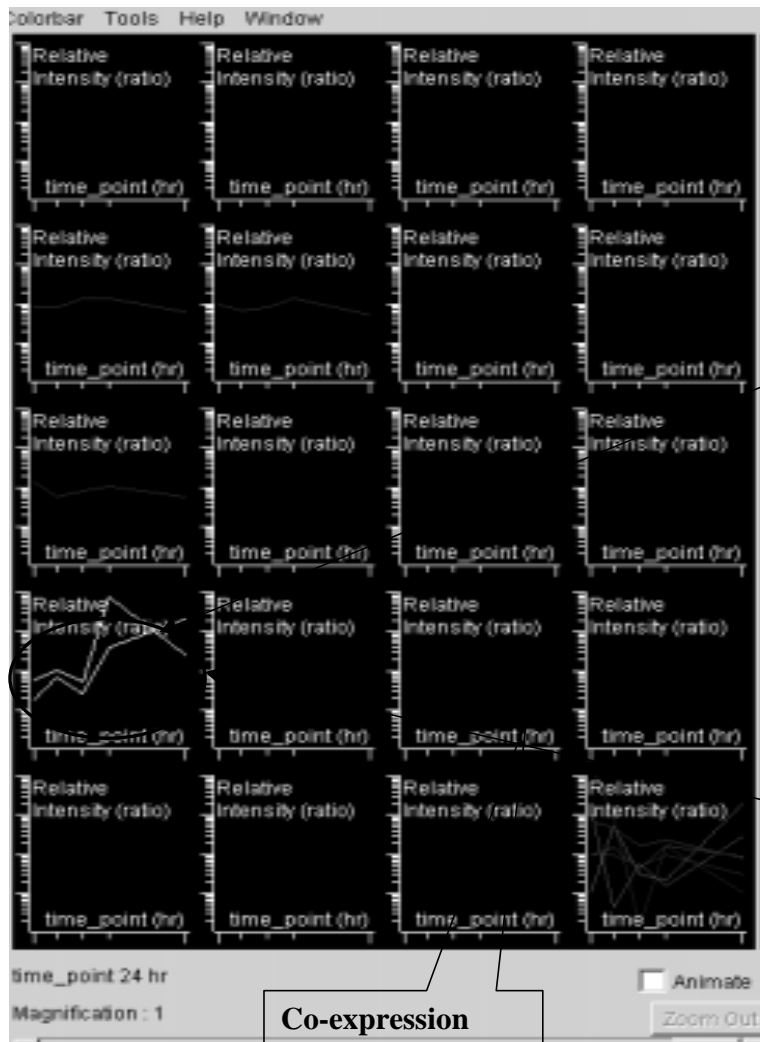 Colorbar Tools Help Window
Relative Relative Relative Relative
Intensity (ratio) Intensity (ratio) Intensity (ratio) Intensity (ratio)
time_point (hr) time_point (hr) time_point (hr) time_point (hr)
Relative Relative Relative Relative
Intensity (ratio) Intensity (ratio) Intensity (ratio) Intensity (ratio)
time_point (hr) time_point (hr) time_point (hr) time_point (hr)
Relative Relative Relative Relative
Intensity (ratio) Intensity (ratio) Intensity (ratio) Intensity (ratio)
time_point (hr) time_point (hr) time_point (hr) time_point (hr)
Relative Relative Relative Relative
Intensity (ratio) Intensity (ratio) Intensity (ratio) Intensity (ratio)
time_point (hr) time_point (hr) time_point (hr) time_point (hr)
Relative Relative Relative Relative
Intensity (ratio) Intensity (ratio) Intensity (ratio) Intensity (ratio)
time_point (hr) time_point (hr) time_point (hr) time_point (hr)
time_point 24 hr Animate
Magnification : 1 Zoom Out
Co-expression